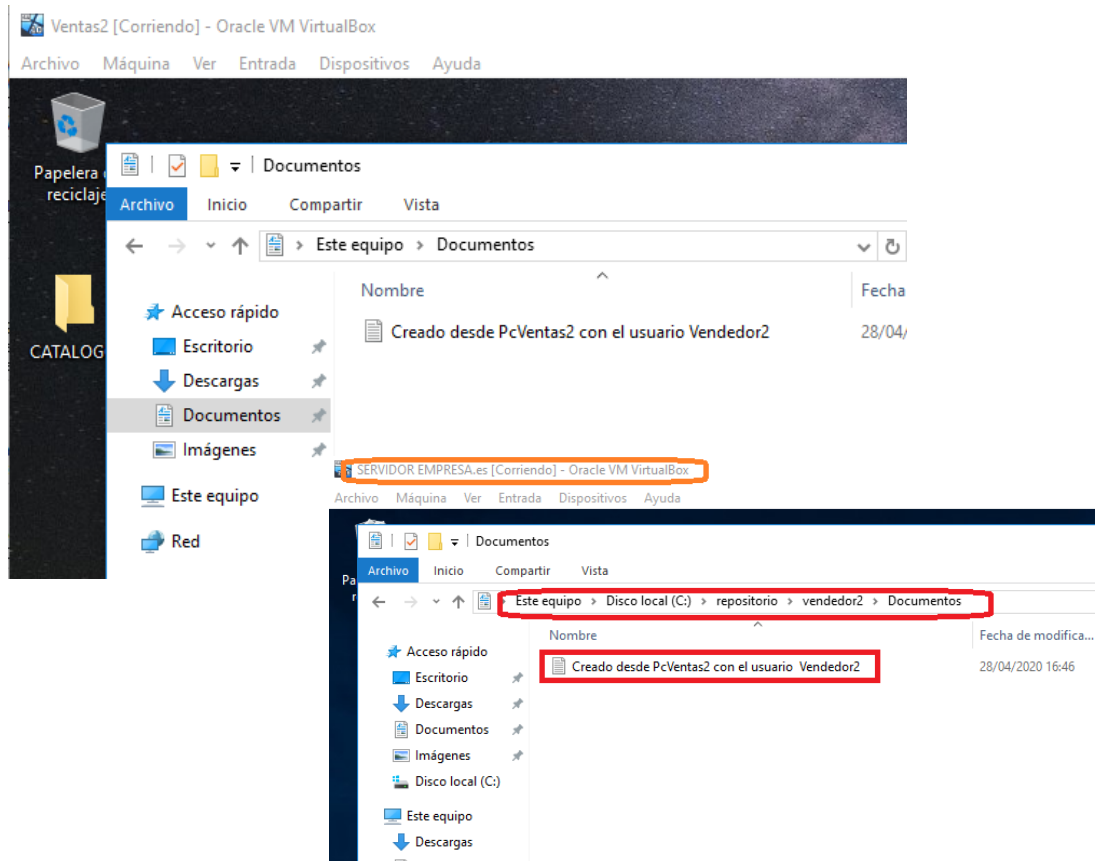 Ventas2 [Corriendo] - Oracle VM VirtualBox
Archivo Máquina Ver Entrada Dispositivos Ayuda
Papelera
reciclaje
CATALOG
Documentos
Archivo Inicio Compartir Vista
Este equipo > Documentos
Nombre Fecha
Creado desde PcVentas2 con el usuario Vendedor2 28/04/
Acceso rápido
Escritorio
Descargas
Documentos
Imágenes
Este equipo
Red
SERVIDOR EMPRESA.es [Corriendo] - Oracle VM VirtualBox
Archivo Máquina Ver Entrada Dispositivos Ayuda
Pa
r
Documentos
Archivo Inicio Compartir Vista
Este equipo > Disco local (C:) > repositorio > vendedor2 > Documentos
Nombre Fecha de modifica...
Creado desde PcVentas2 con el usuario Vendedor2 28/04/2020 16:46
Acceso rápido
Escritorio
Descargas
Documentos
Imágenes
Disco local (C:)
Este equipo
Descargas